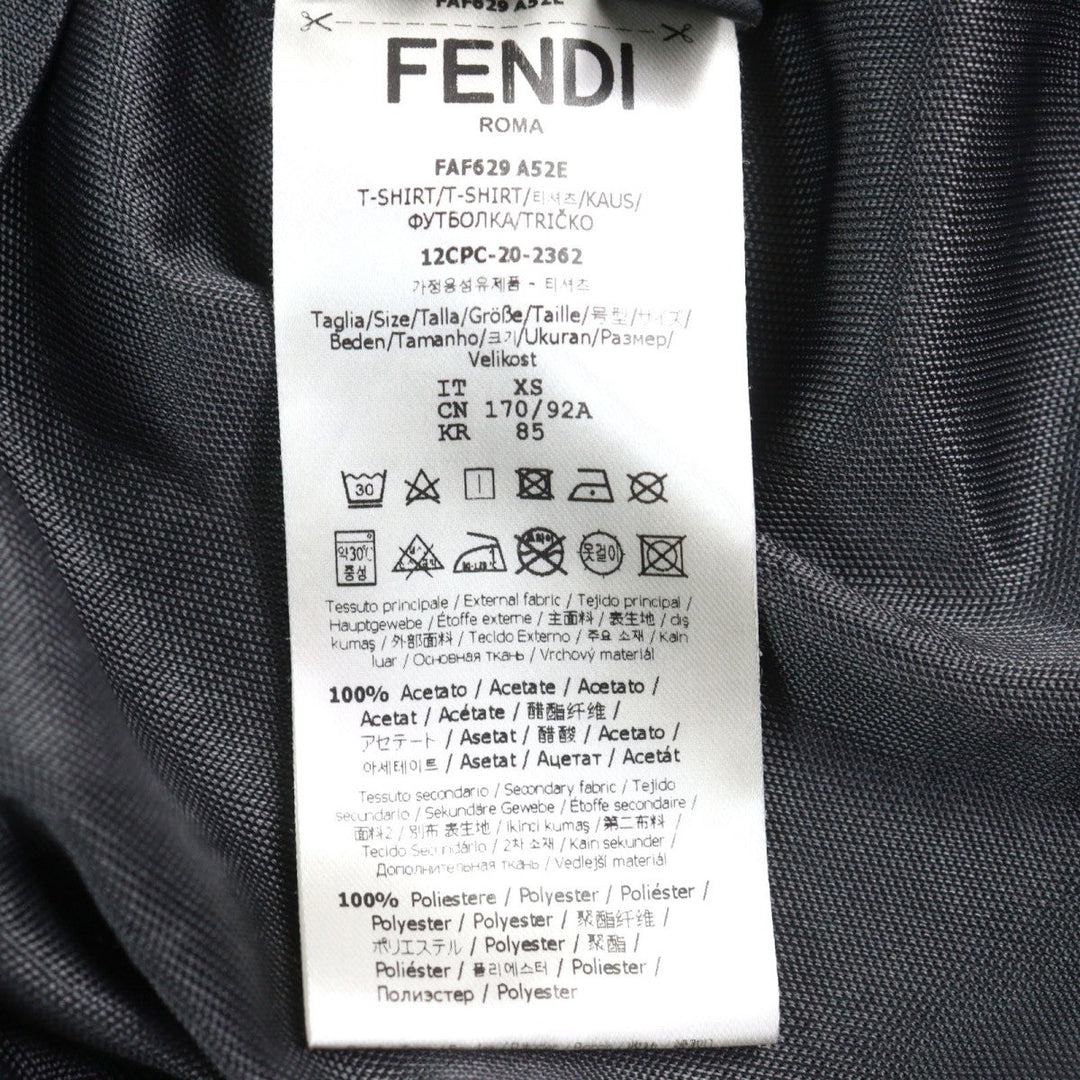 FAF629 A52E
FENDI
ROMA
FAF629 A52E
T-SHIRT/T-SHIRT/티셔츠/KAUS/
ФУТБОЛКА/TRIČKO
12CPC-20-2362
가정용섬유제품 - 티셔츠
Taglia/Size/Talla/Größe/Taille/号型/サイズ/
Beden/Tamanho/크기/Ukuran/Размер/
Velikost
IT XS
CN 170/92A
KR 85
30
약30℃
중성
옷걸이
Tessuto principale / External fabric / Tejido principal /
Hauptgewebe / Étoffe externe / 主面料 / 表生地 / dış
kumaş / 外部面料 / Tecido Externo / 주요 소재 / Kain
luar / Основная ткань / Vrchový materiál
100% Acetato / Acetate / Acetato /
Acetat / Acétate / 醋酯纤维 /
アセテート / Asetat / 醋酸 / Acetato /
아세테이트 / Asetat / Ацетат / Acetát
Tessuto secondario / Secondary fabric / Tejido
secundario / Sekundäre Gewebe / Étoffe secondaire /
面料2 / 別布 表生地 / ikinci kumaş / 第二布料 /
Tecido Secundário / 2차 소재 / Kain sekunder /
Дополнительная ткань / Vedlejší materiál
100% Poliestere / Polyester / Poliéster /
Polyester / Polyester / 聚酯纤维 /
ポリエステル / Polyester / 聚酯 /
Poliéster / 폴리에스터 / Poliester /
Полиэстер / Polyester